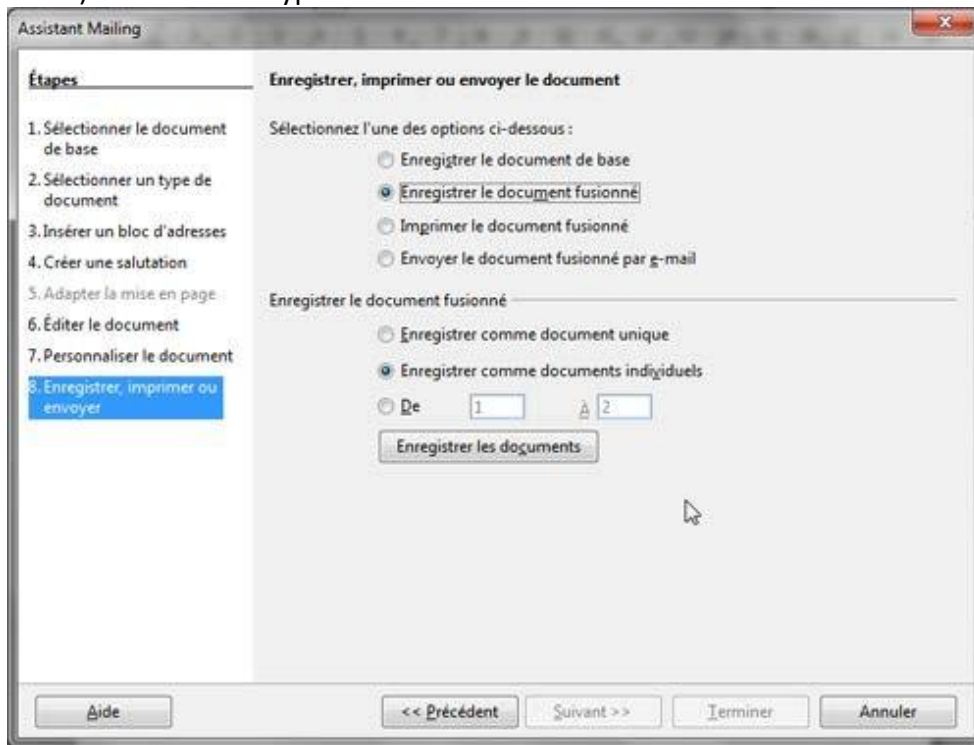 Assistant Mailing
Étapes
1. Sélectionner le document
de base
2. Sélectionner un type de
document
3. Insérer un bloc d'adresses
4. Créer une salutation
5. Adapter la mise en page
6. Éditer le document
7. Personnaliser le document
8. Enregistrer, imprimer ou
envoyer
Enregistrer, imprimer ou envoyer le document
Sélectionnez l'une des options ci-dessous :
Enregistrer le document de base
Enregistrer le document fusionné
Imprimer le document fusionné
Envoyer le document fusionné par e-mail
Enregistrer le document fusionné
Enregistrer comme document unique
Enregistrer comme documents individuels
De 1 à 2
Enregistrer les documents
Aide << Précédent Suivant >> Terminer Annuler